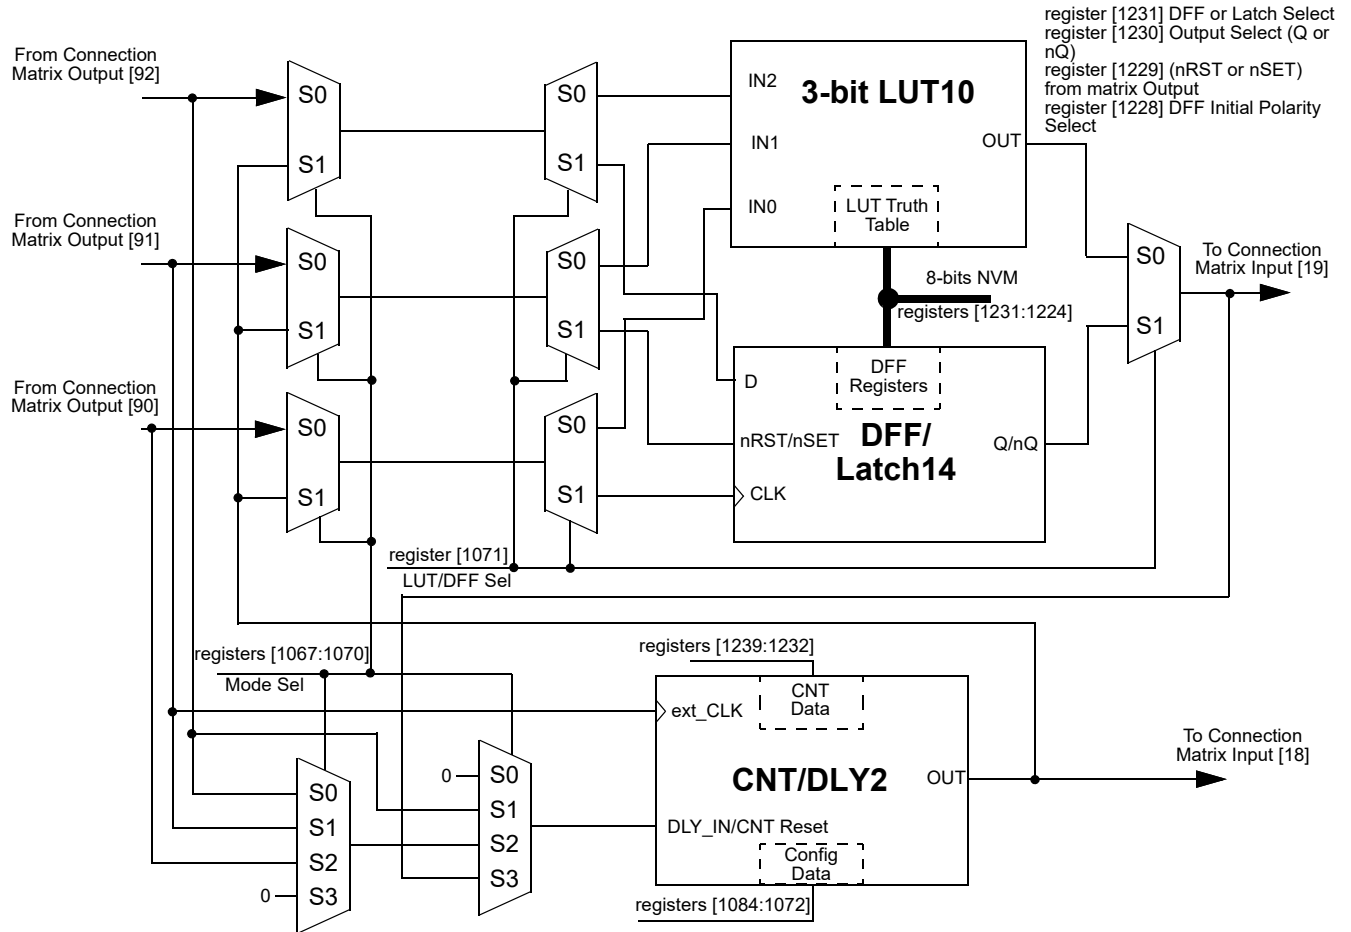 register [1231] DFF or Latch Select
register [1230] Output Select (Q or
nQ)
register [1229] (nRST or nSET)
from matrix Output
register [1228] DFF Initial Polarity
Select
From Connection
Matrix Output [92]
S0
S1
S0
S1
IN2
IN1
IN0
3-bit LUT10
OUT
LUT Truth
Table
From Connection
Matrix Output [91]
S0
S1
S0
S1
8-bits NVM
registers [1231:1224]
S0
S1
To Connection
Matrix Input [19]
From Connection
Matrix Output [90]
S0
S1
S0
S1
D
nRST/nSET
CLK
DFF
Registers
DFF/
Latch14
Q/nQ
register [1071]
LUT/DFF Sel
registers [1067:1070]
Mode Sel
registers [1239:1232]
CNT
Data
ext_CLK
CNT/DLY2
OUT
To Connection
Matrix Input [18]
DLY_IN/CNT Reset
Config
Data
registers [1084:1072]
S0
S1
S2
S3
0
0
S0
S1
S2
S3